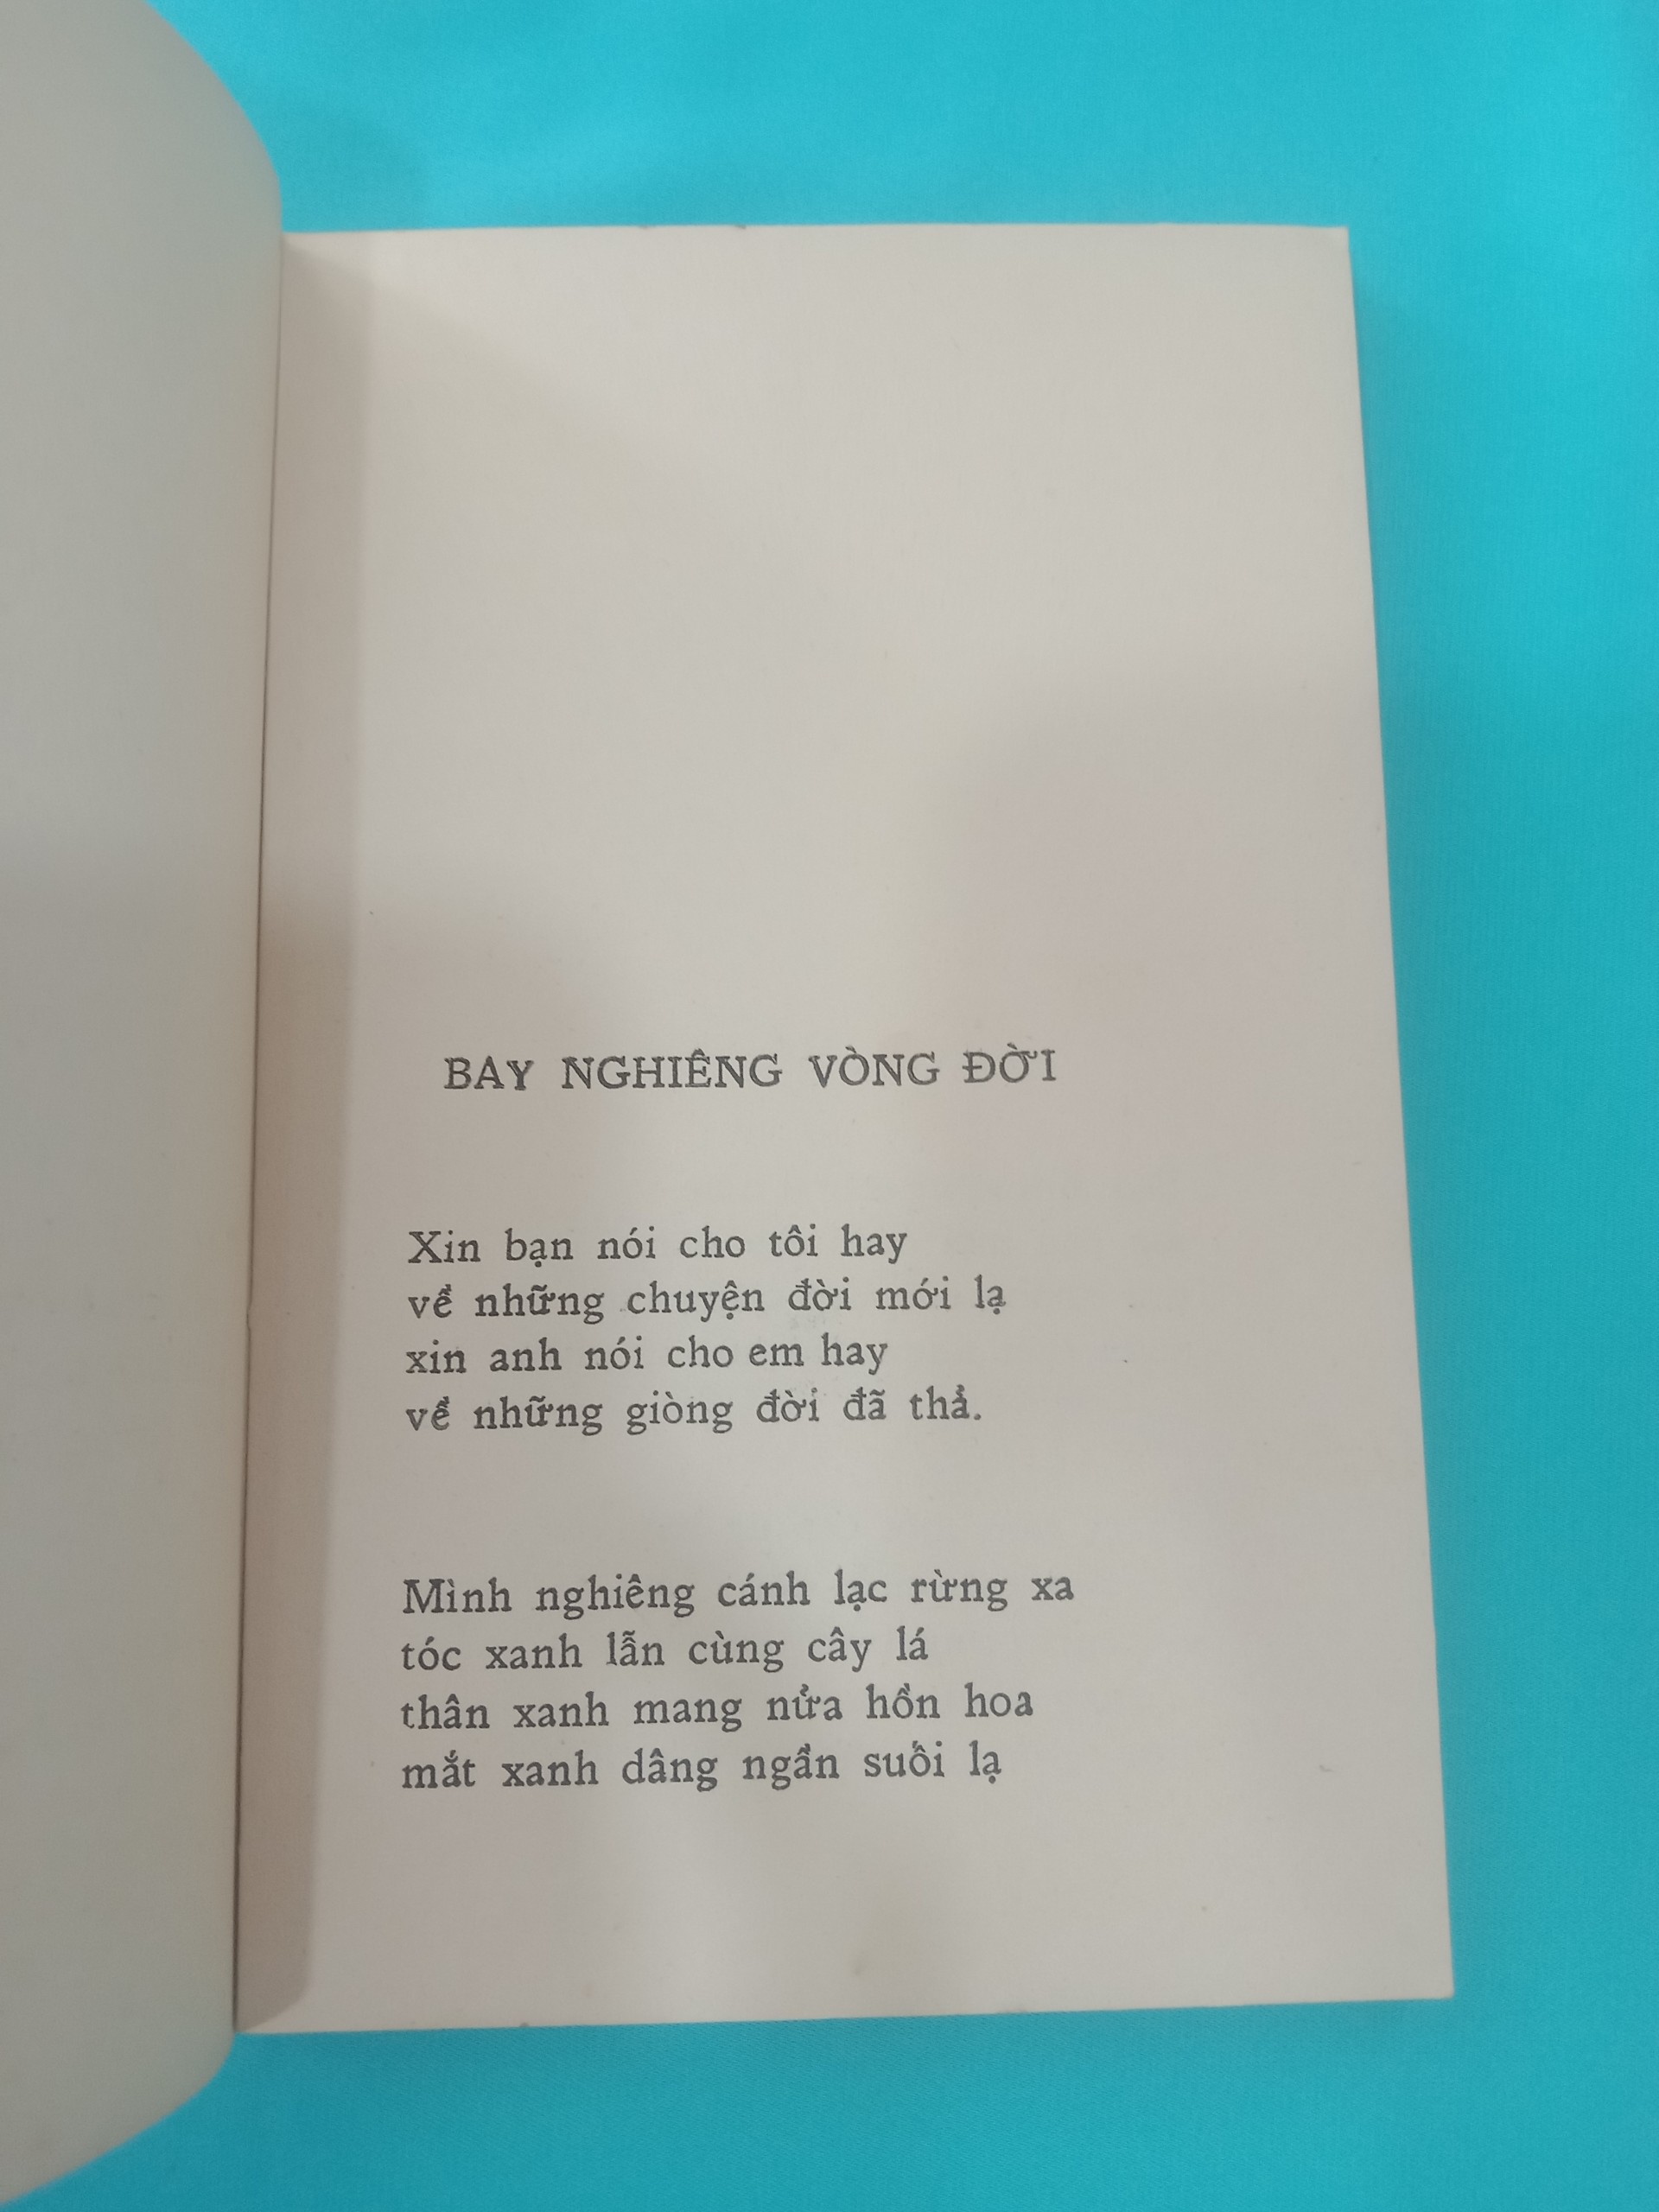 BAY NGHIÊNG VÒNG ĐỜI
Xin bạn nói cho tôi hay
về những chuyện đời mới lạ
xin anh nói cho em hay
về những giòng đời đã thả.
Mình nghiêng cánh lạc rừng xa
tóc xanh lẫn cùng cây lá
thân xanh mang nửa hồn hoa
mắt xanh dâng ngần suối lạ